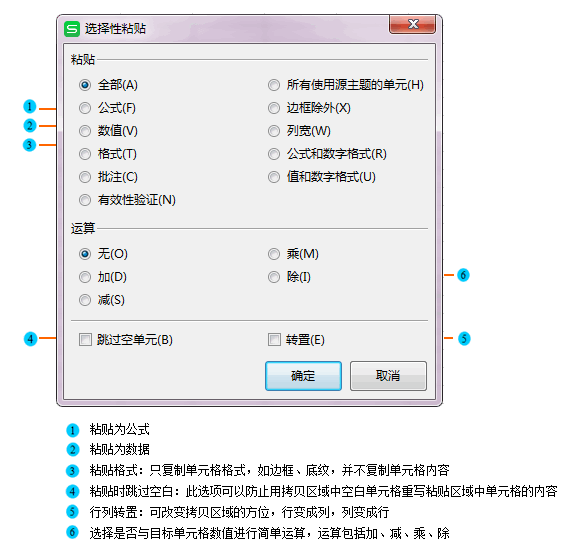 选择性粘贴
粘贴
全部(A) 所有使用源主题的单元(H)
1 公式(F) 边框除外(X)
2 数值(V) 列宽(W)
3 格式(T) 公式和数字格式(R)
批注(C) 值和数字格式(U)
有效性验证(N)
运算
无(O) 乘(M)
加(D) 除(I) 6
减(S)
4 跳过空单元(B) 转置(E) 5
确定 取消
1 粘贴为公式
2 粘贴为数据
3 粘贴格式：只复制单元格格式，如边框、底纹，并不复制单元格内容
4 粘贴时跳过空白：此选项可以防止用拷贝区域中空白单元格重写粘贴区域中单元格的内容
5 行列转置：可改变拷贝区域的方位，行变成列，列变成行
6 选择是否与目标单元格数值进行简单运算，运算包括加、减、乘、除